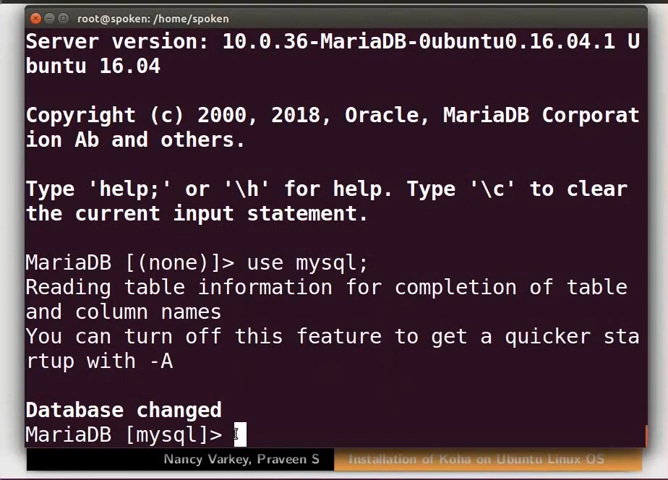 root@spoken: /home/spoken
Server version: 10.0.36-MariaDB-0ubuntu0.16.04.1 U
buntu 16.04
Copyright (c) 2000, 2018, Oracle, MariaDB Corporat
ion Ab and others.
Type 'help;' or '\h' for help. Type '\c' to clear
the current input statement.
MariaDB [(none)]> use mysql;
Reading table information for completion of table
and column names
You can turn off this feature to get a quicker sta
rtup with -A
Database changed
MariaDB [mysql]>
Nancy Varkey, Praveen S Installation of Koha on Ubuntu Linux OS